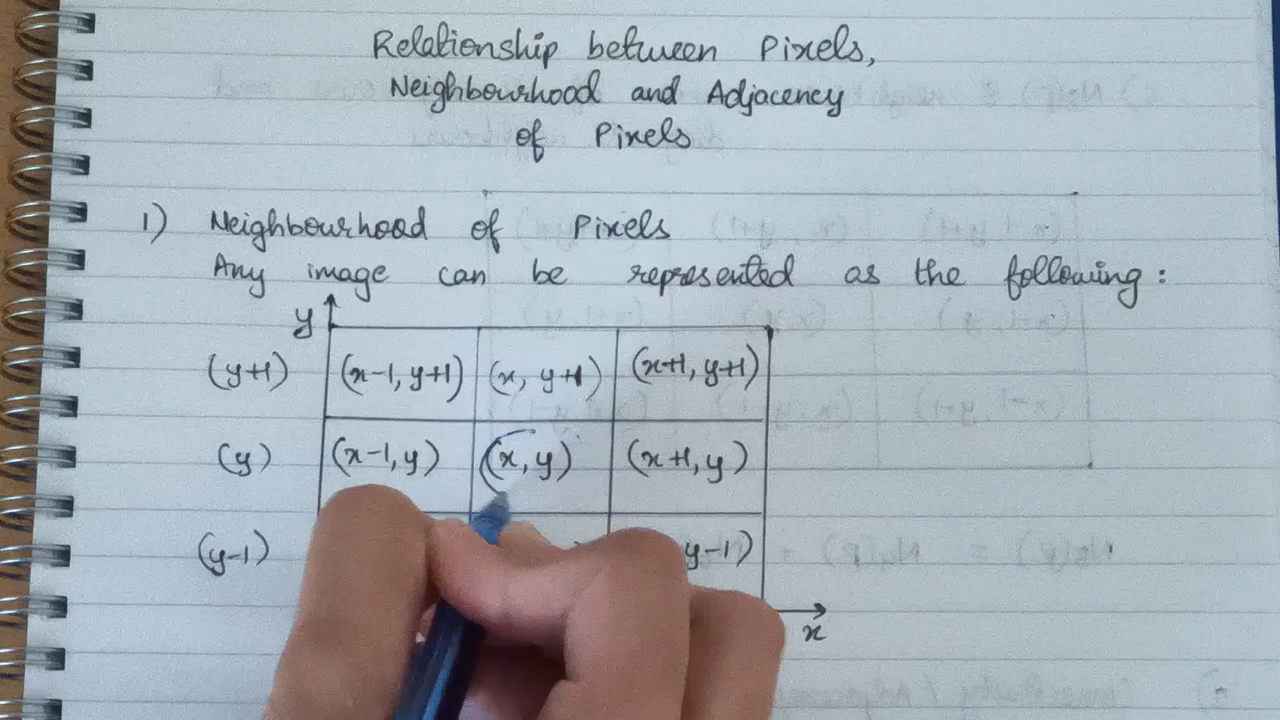 Relationship between Pixels,
Neighbourhood and Adjacency
of Pixels
1) Neighbourhood of Pixels
Any image can be represented as the following:
y
(y+1) (x-1, y+1) (x, y+1) (x+1, y+1)
(y) (x-1, y) (x, y) (x+1, y)
(y-1) y-1)
x